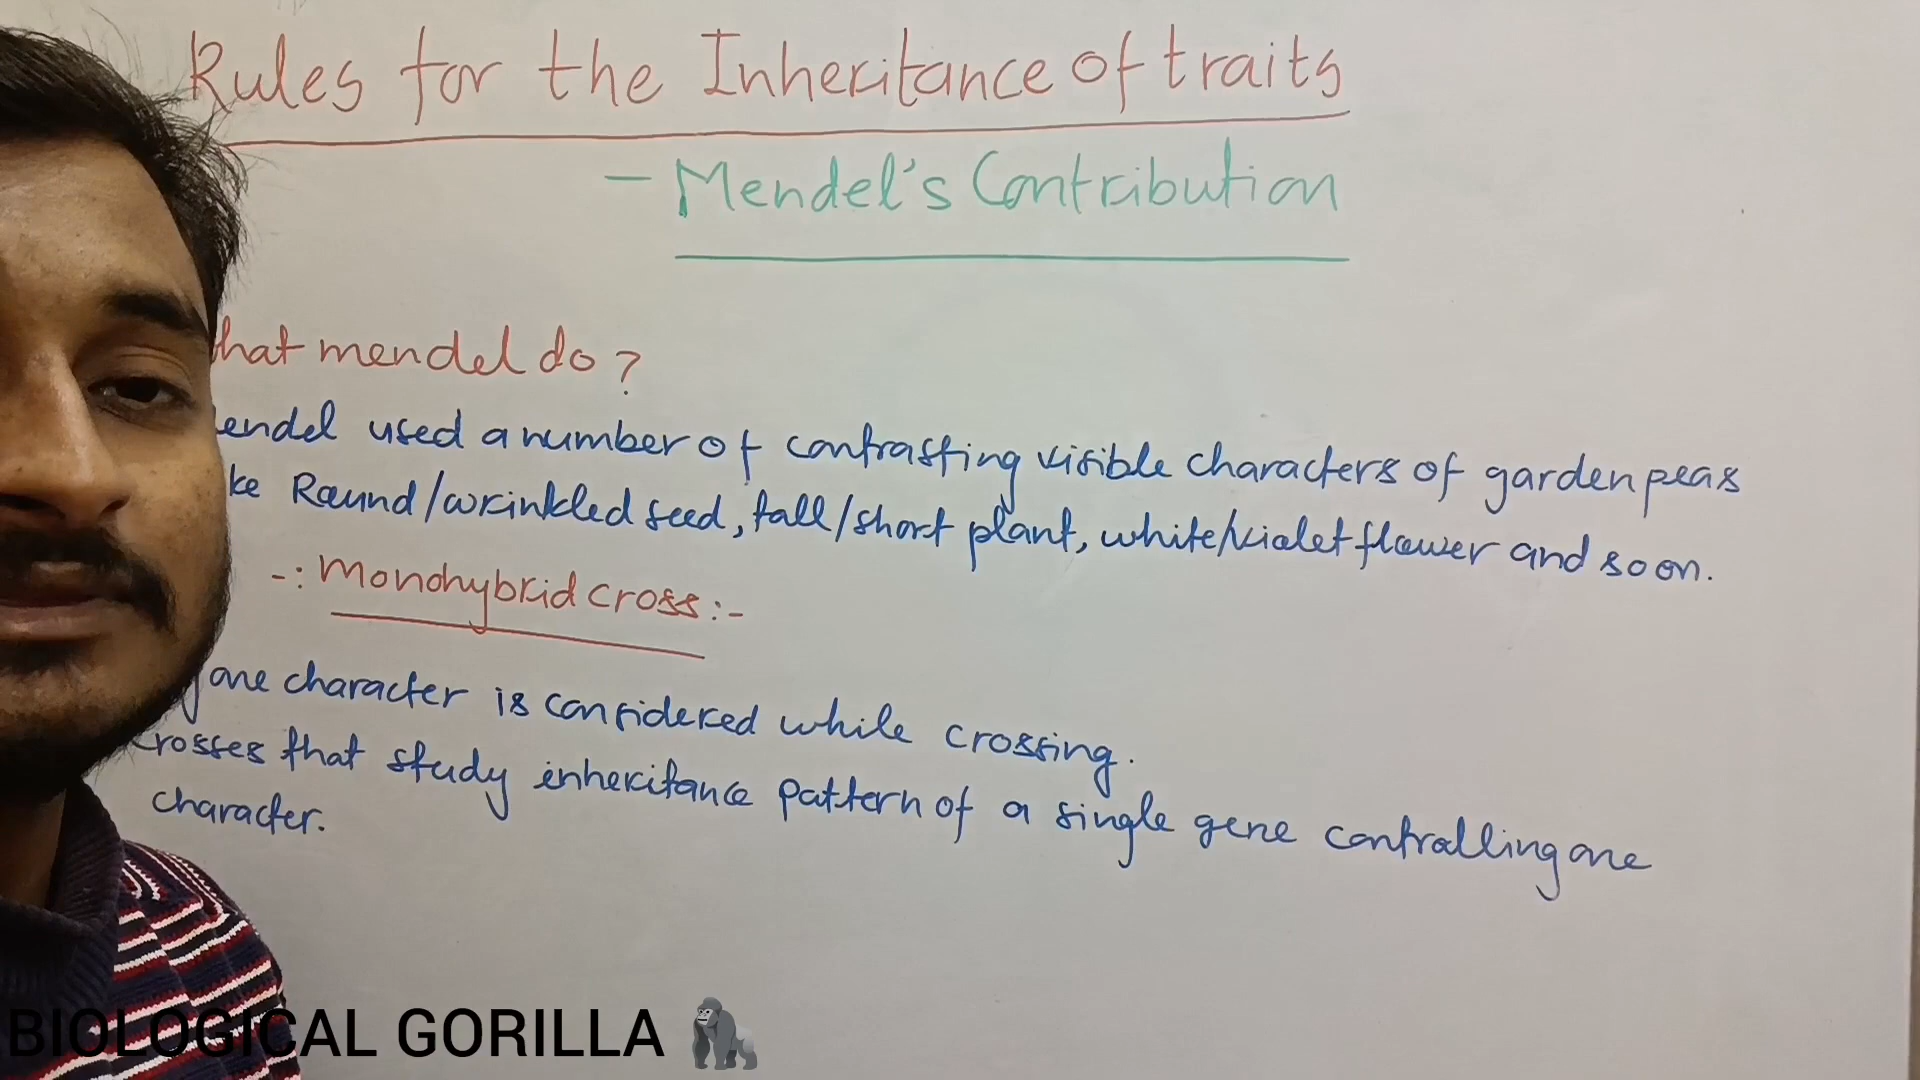 Rules for the Inheritance of traits
- Mendel's Contribution
hat mendel do?
endel used a number of contrasting visible characters of garden peas
ke Round/wrinkled seed, tall/short plant, white/violet flower and so on.
-: Monohybrid cross :-
y one character is considered while crossing.
crosses that study inheritance pattern of a single gene controlling one
character.
BIOLOGICAL GORILLA